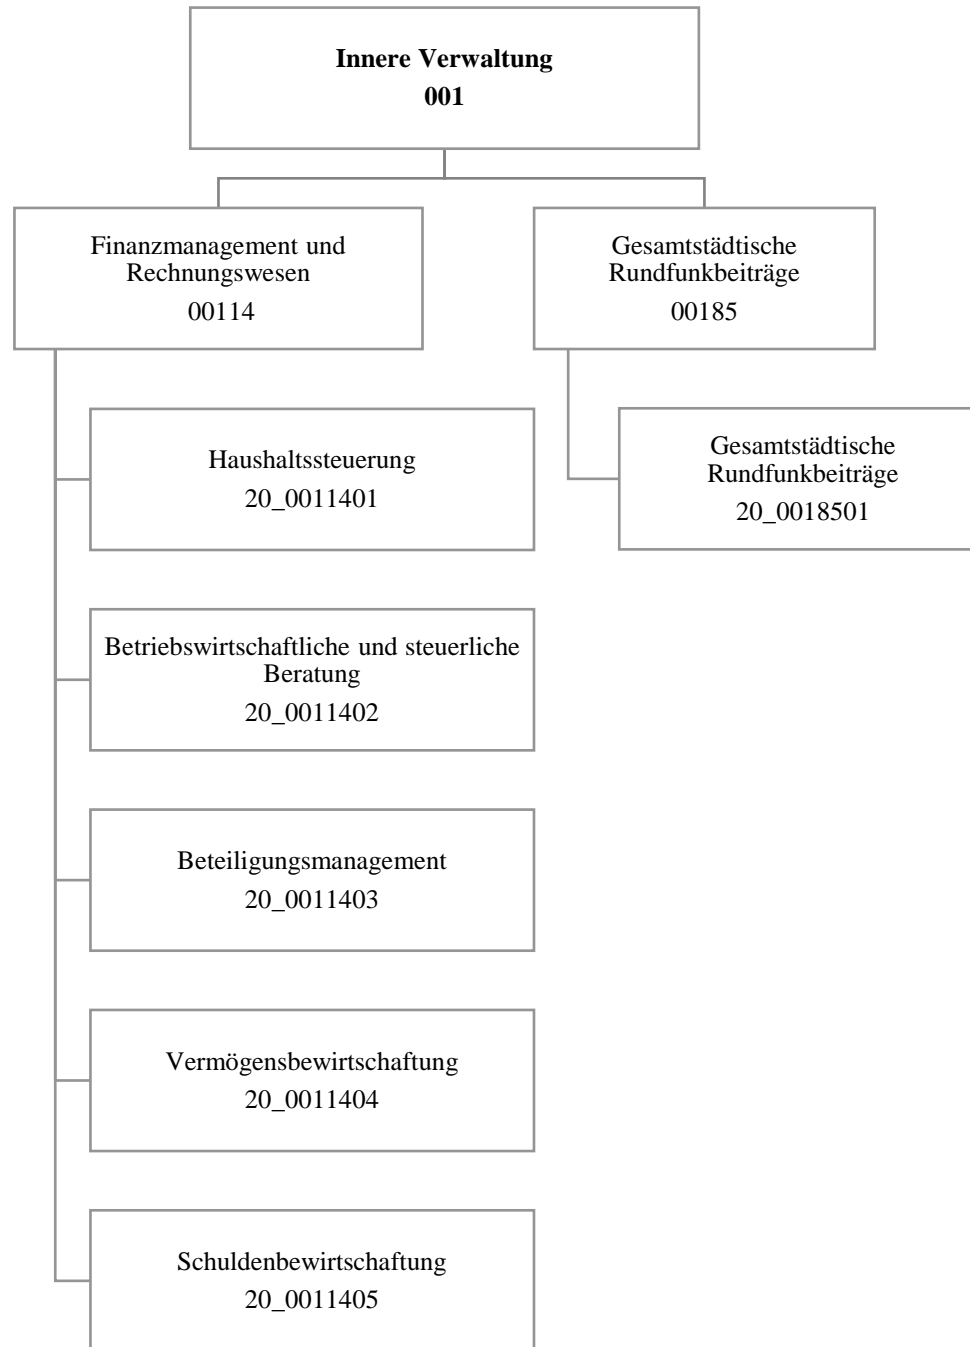 Innere Verwaltung
001
Finanzmanagement und
Rechnungswesen
00114
Gesamtstädtische
Rundfunkbeiträge
00185
Haushaltssteuerung
20_0011401
Gesamtstädtische
Rundfunkbeiträge
20_0018501
Betriebswirtschaftliche und steuerliche
Beratung
20_0011402
Beteiligungsmanagement
20_0011403
Vermögensbewirtschaftung
20_0011404
Schuldenbewirtschaftung
20_0011405